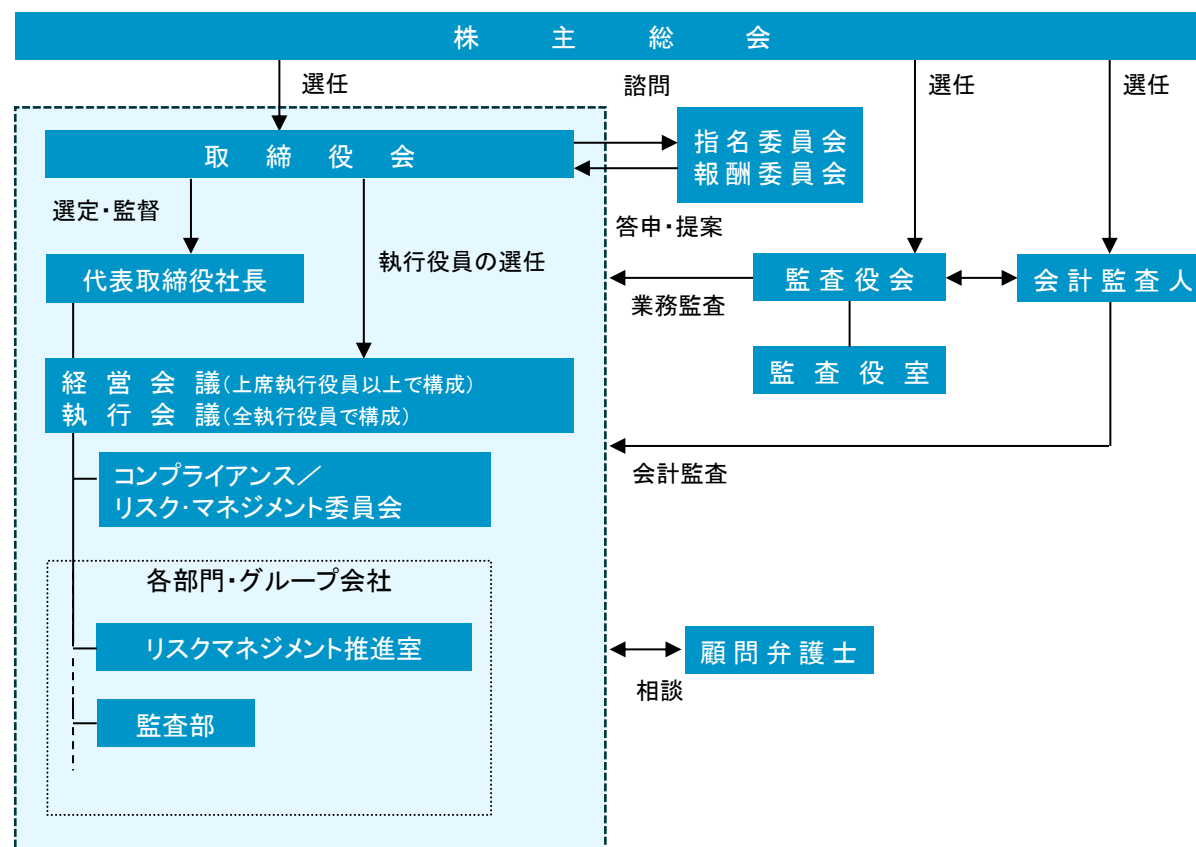 株主総会
選任
諮問
選任
選任
取締役会
指名委員会
報酬委員会
選定・監督
答申・提案
執行役員の選任
代表取締役社長
監査役会
会計監査人
業務監査
監査役室
経営会議(上席執行役員以上で構成)
執行会議(全執行役員で構成)
会計監査
コンプライアンス／
リスク・マネジメント委員会
各部門・グループ会社
リスクマネジメント推進室
顧問弁護士
相談
監査部